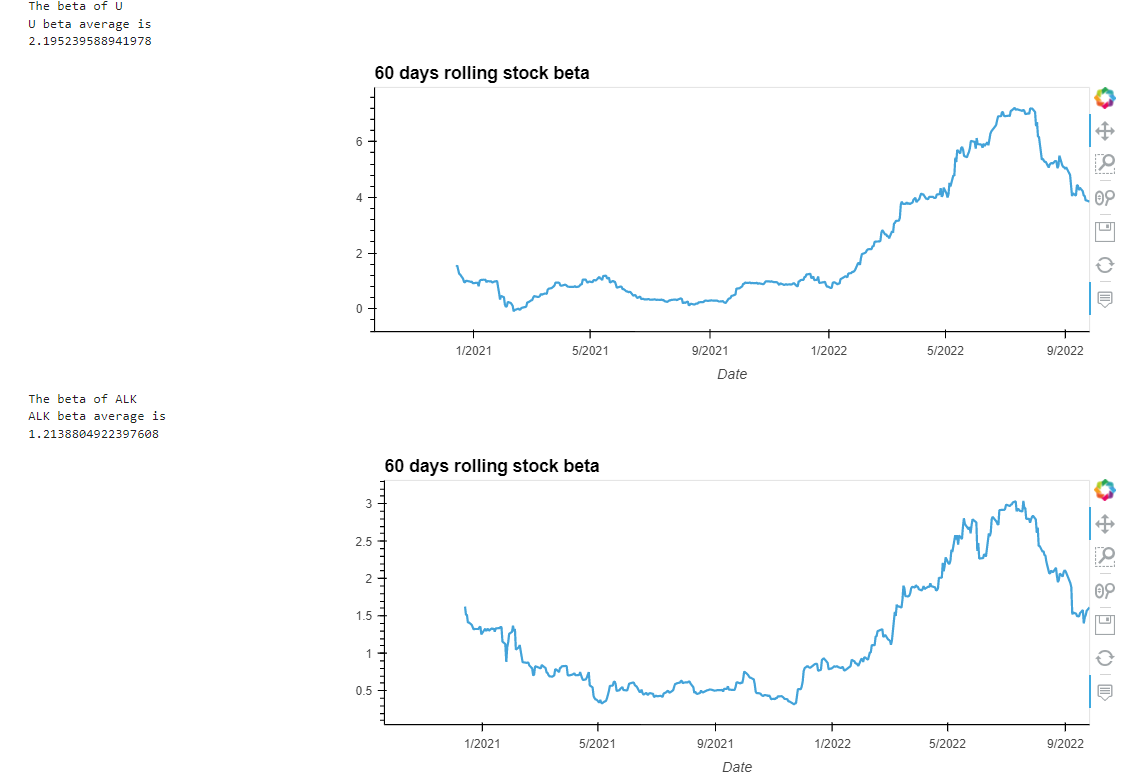 The beta of U
U beta average is
2.195239588941978
60 days rolling stock beta
6
4
2
0
1/2021 5/2021 9/2021 1/2022 5/2022 9/2022
Date
The beta of ALK
ALK beta average is
1.2138804922397608
60 days rolling stock beta
3
2.5
2
1.5
1
0.5
1/2021 5/2021 9/2021 1/2022 5/2022 9/2022
Date